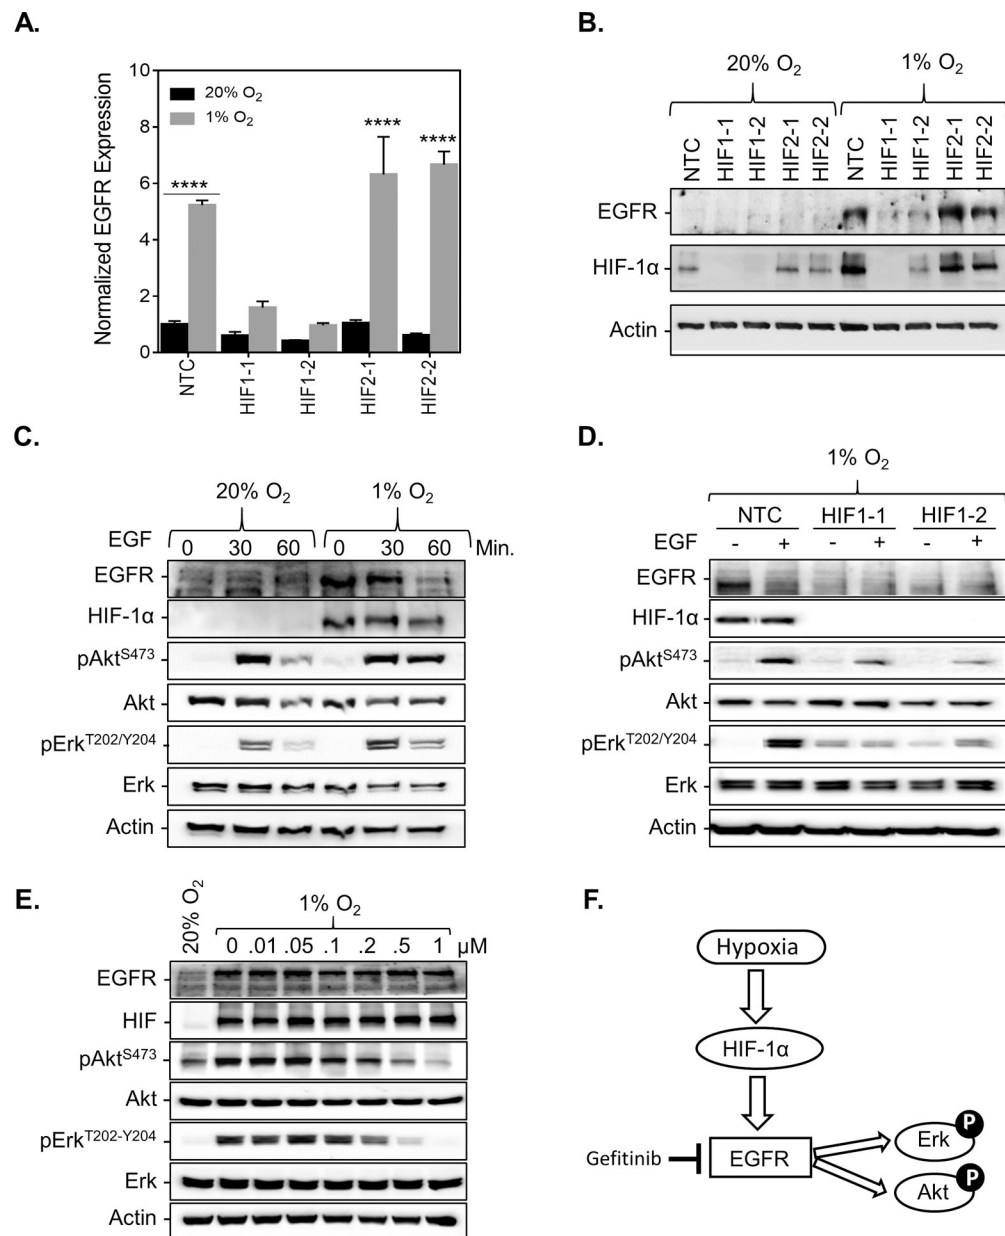 A.
Normalized EGFR Expression
10
8
6
4
2
0
20% O₂
1% O₂
****
****
****
NTC
HIF1-1
HIF1-2
HIF2-1
HIF2-2
B.
20% O₂ 1% O₂
NTC HIF1-1 HIF1-2 HIF2-1 HIF2-2 NTC HIF1-1 HIF1-2 HIF2-1 HIF2-2
EGFR
HIF-1α
Actin
C.
20% O₂ 1% O₂
EGF 0 30 60 0 30 60 Min.
EGFR
HIF-1α
pAktS473
Akt
pErkT202/Y204
Erk
Actin
D.
1% O₂
NTC HIF1-1 HIF1-2
EGF - + - + - +
EGFR
HIF-1α
pAktS473
Akt
pErkT202/Y204
Erk
Actin
E.
20% O₂ 1% O₂
0 .01 .05 .1 .2 .5 1 µM
EGFR
HIF
pAktS473
Akt
pErkT202-Y204
Erk
Actin
F.
Hypoxia
HIF-1α
Gefitinib EGFR
Erk P
Akt P